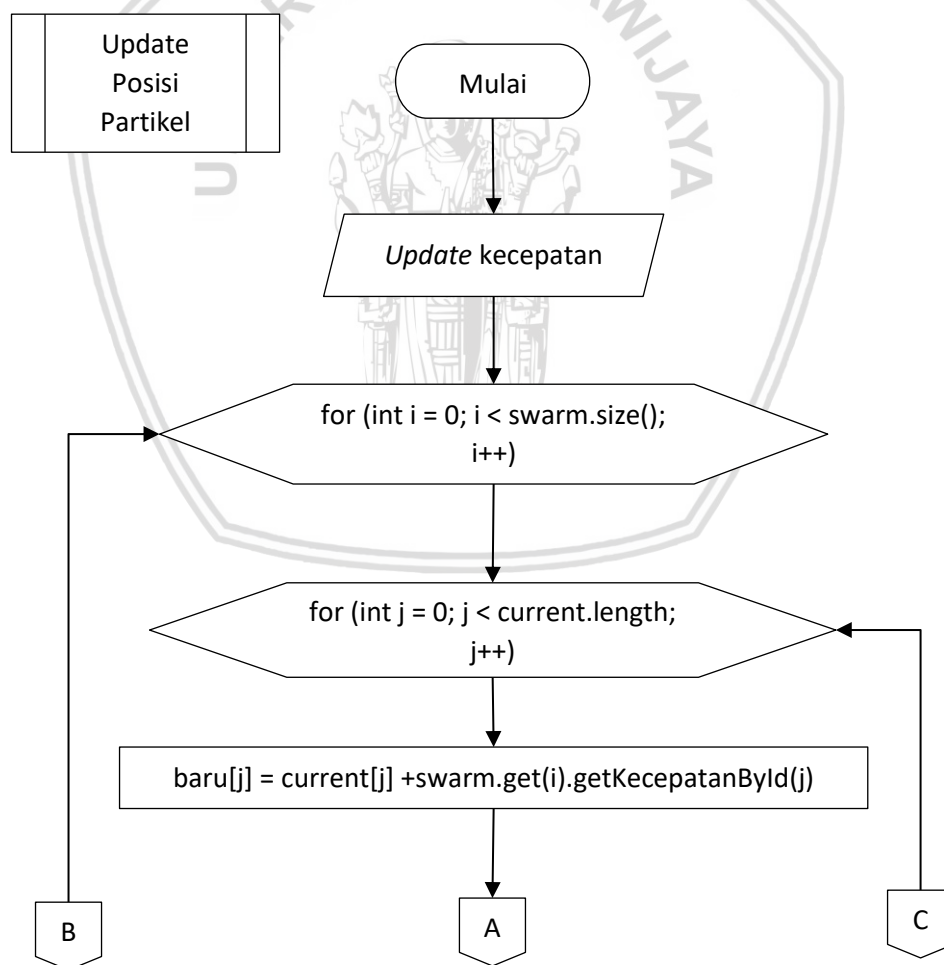 Update
Posisi
Partikel
Mulai
Update kecepatan
for (int i = 0; i < swarm.size();
i++)
for (int j = 0; j < current.length;
j++)
baru[j] = current[j] +swarm.get(i).getKecepatanById(j)
B
A
C